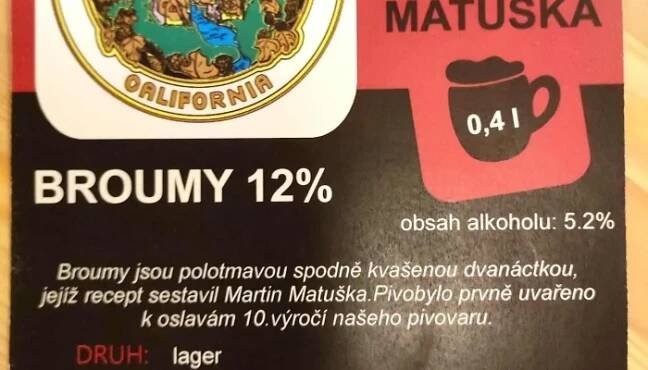 MATUŠKA
CALIFORNIA
0,4 l
BROUMY 12%
obsah alkoholu: 5.2%
Broumy jsou polotmavou spodně kvašenou dvanáctkou,
jejíž recept sestavil Martin Matuška.Pivobylo prvně uvařeno
k oslavám 10.výročí našeho pivovaru.
DRUH: lager